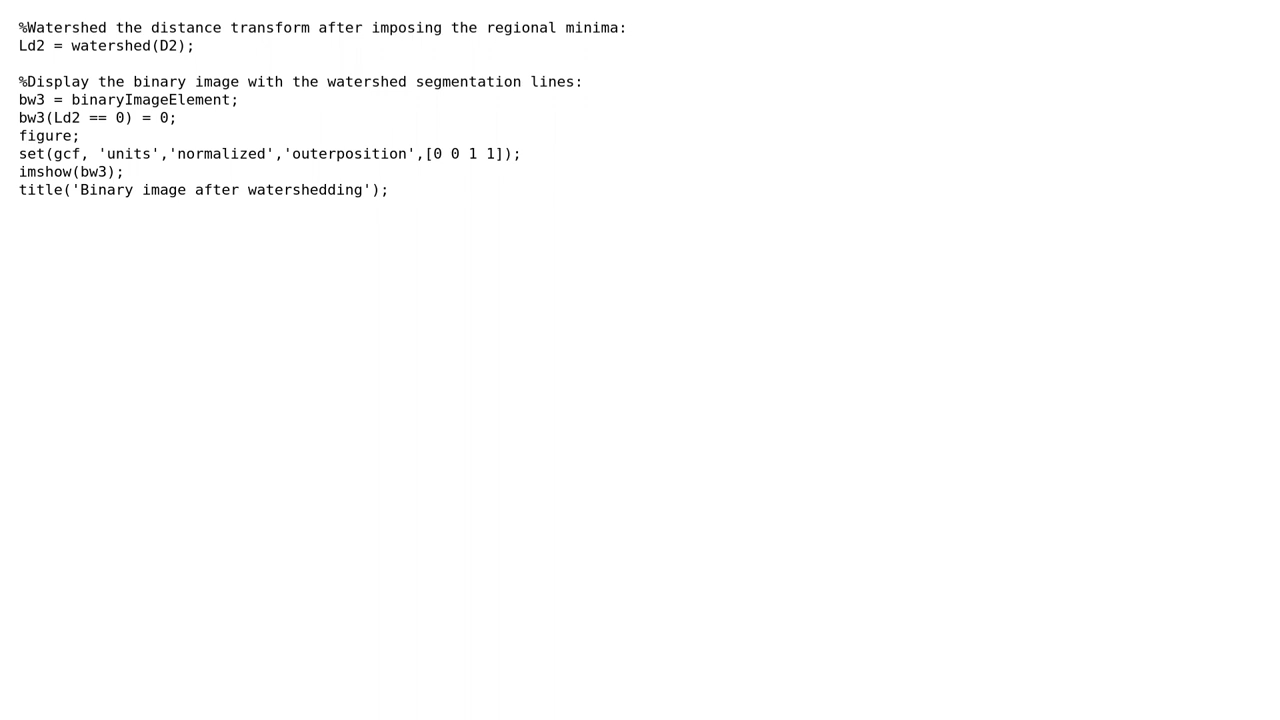 %Watershed the distance transform after imposing the regional minima:
Ld2 = watershed(D2);

%Display the binary image with the watershed segmentation lines:
bw3 = binaryImageElement;
bw3(Ld2 == 0) = 0;
figure;
set(gcf, 'units','normalized','outerposition',[0 0 1 1]);
imshow(bw3);
title('Binary image after watershedding');